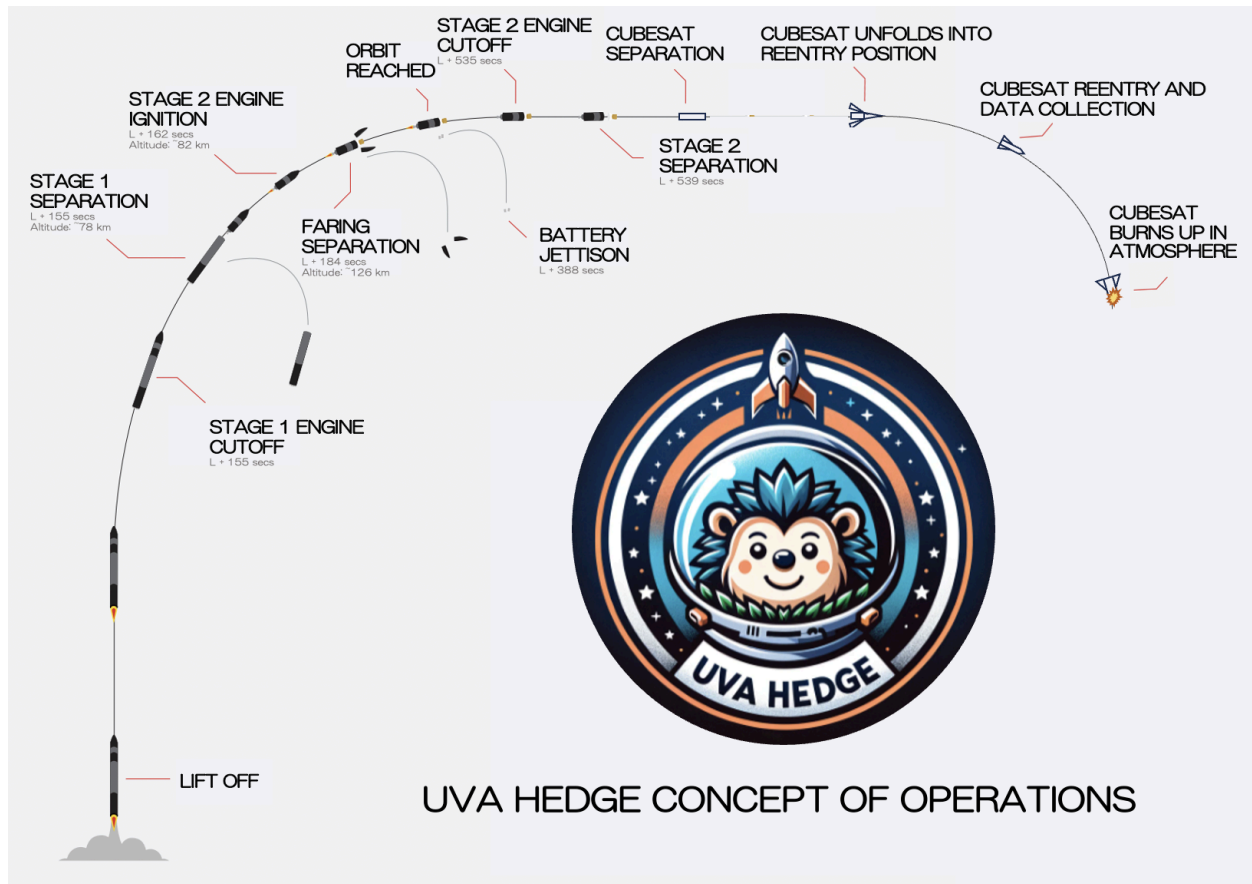 LIFT OFF
STAGE 1 ENGINE
CUTOFF
L + 155 secs
STAGE 1
SEPARATION
L + 155 secs
Altitude: ~78 km
STAGE 2 ENGINE
IGNITION
L + 162 secs
Altitude: ~82 km
FARING
SEPARATION
L + 184 secs
Altitude: ~126 km
ORBIT
REACHED
BATTERY
JETTISON
L + 388 secs
STAGE 2 ENGINE
CUTOFF
L + 535 secs
STAGE 2
SEPARATION
L + 539 secs
CUBESAT
SEPARATION
CUBESAT UNFOLDS INTO
REENTRY POSITION
CUBESAT REENTRY AND
DATA COLLECTION
CUBESAT
BURNS UP IN
ATMOSPHERE
UVA HEDGE
UVA HEDGE CONCEPT OF OPERATIONS